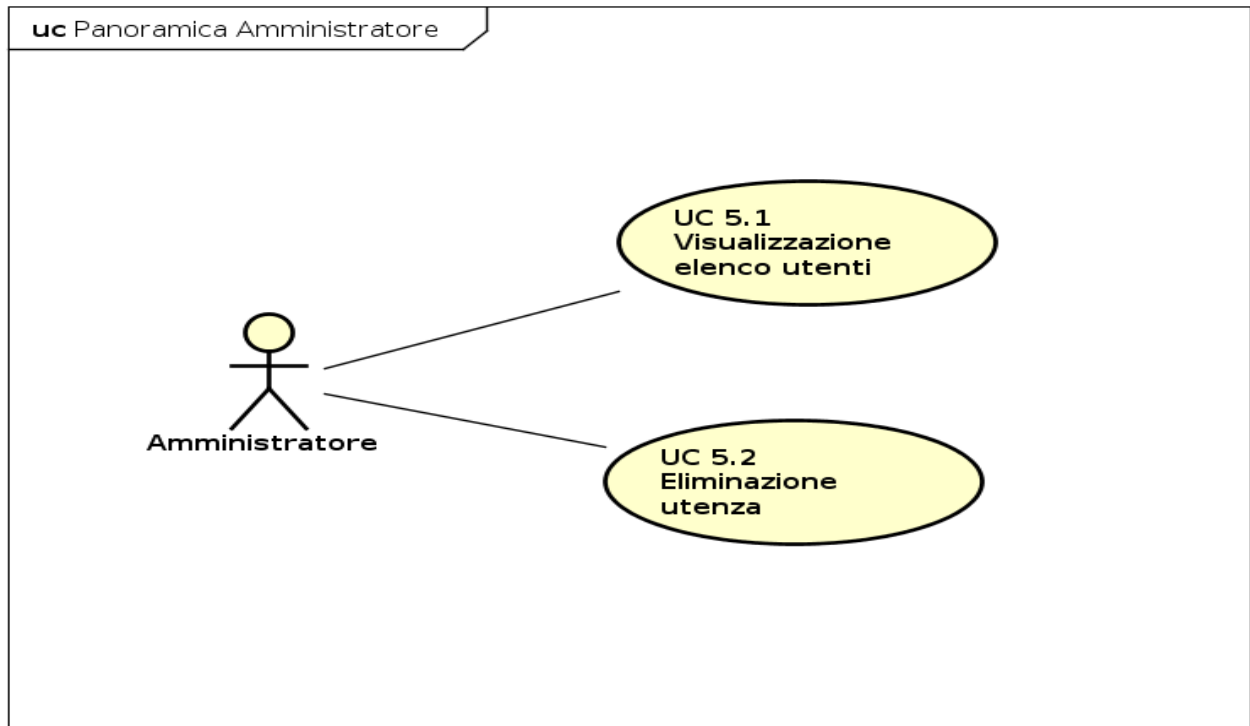 uc Panoramica Amministratore
UC 5.1
Visualizzazione
elenco utenti
Amministratore
UC 5.2
Eliminazione
utenza